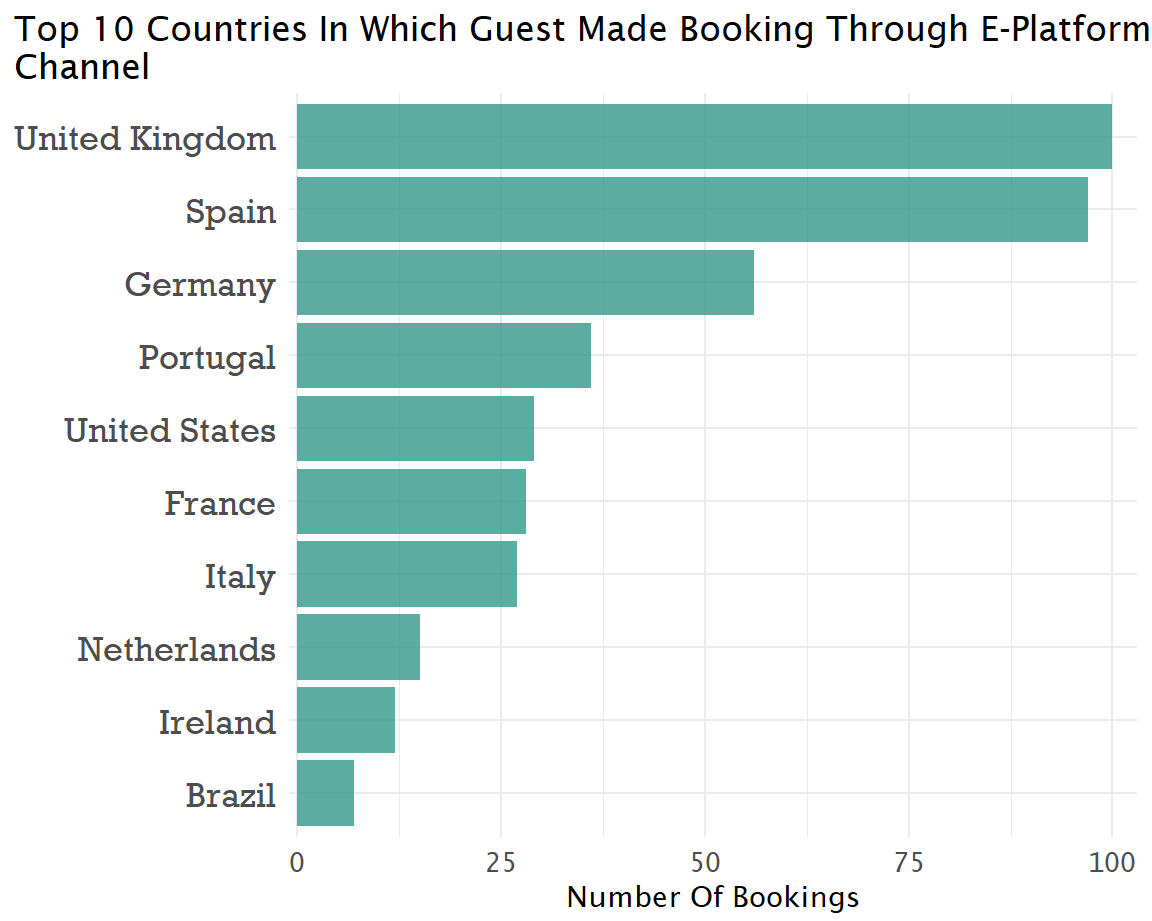 Top 10 Countries In Which Guest Made Booking Through E-Platform
Channel
United Kingdom
Spain
Germany
Portugal
United States
France
Italy
Netherlands
Ireland
Brazil
0 25 50 75 100
Number Of Bookings